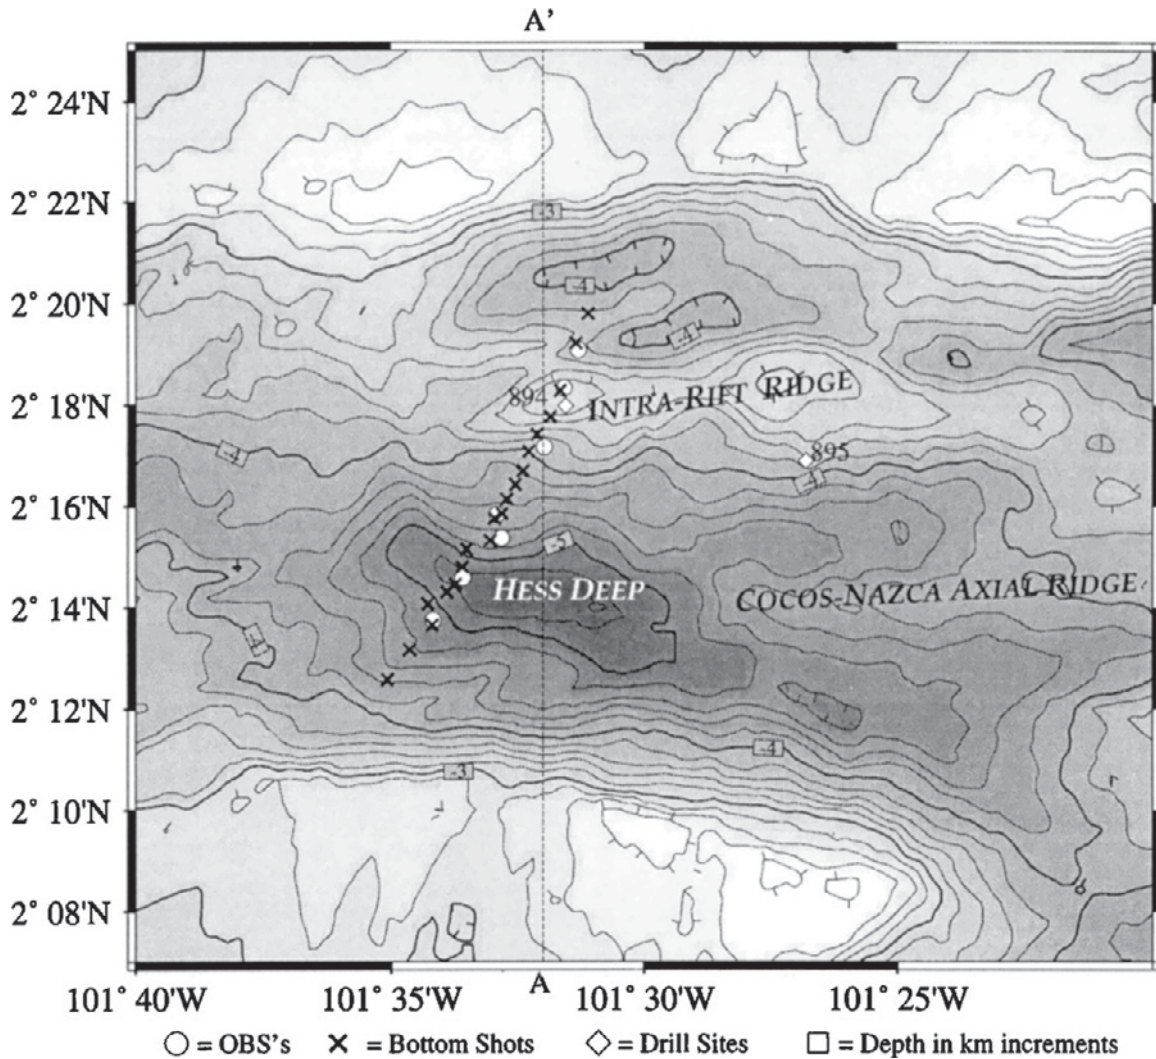 A'
2° 24'N
2° 22'N
-3
2° 20'N
-4
-4
2° 18'N
894
INTRA-RIFT RIDGE
895
-4
-4
2° 16'N
-5
2° 14'N
HESS DEEP
COCOS-NAZCA AXIAL RIDGE
-4
2° 12'N
-4
-3
2° 10'N
2° 08'N
A
101° 40'W 101° 35'W 101° 30'W 101° 25'W
= OBS's = Bottom Shots = Drill Sites = Depth in km increments